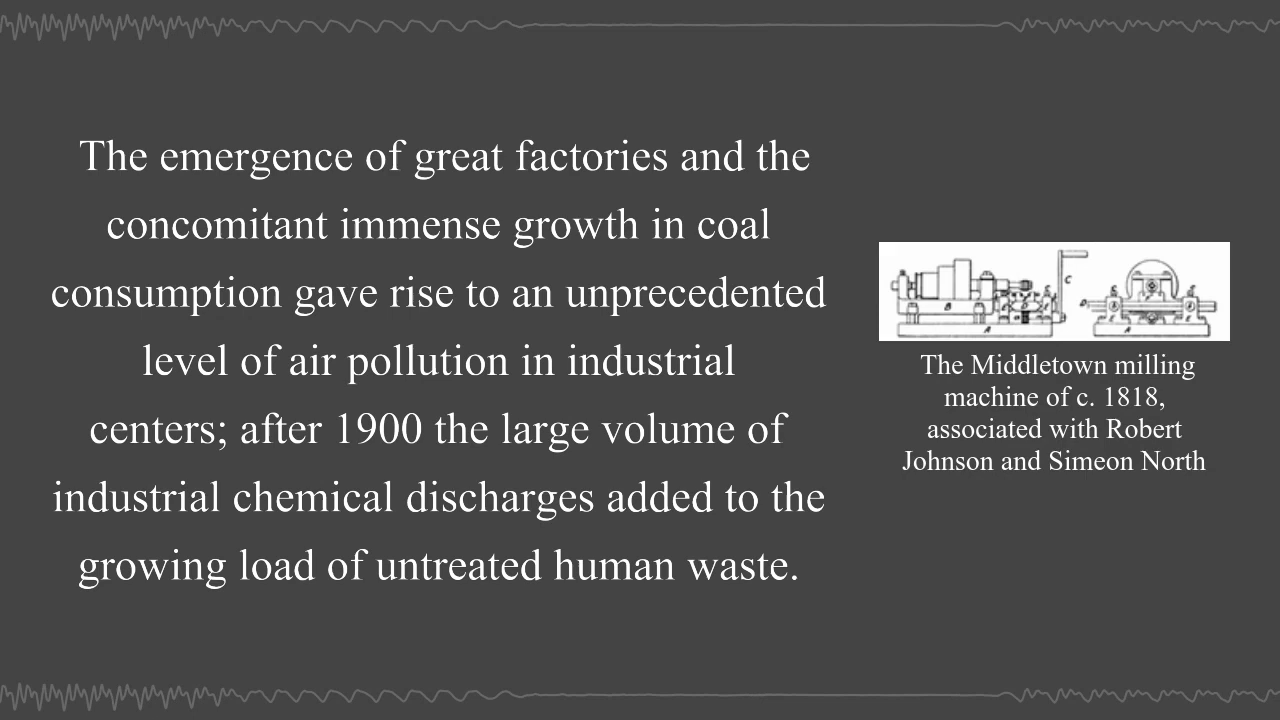 The emergence of great factories and the
concomitant immense growth in coal
consumption gave rise to an unprecedented
level of air pollution in industrial
centers; after 1900 the large volume of
industrial chemical discharges added to the
growing load of untreated human waste.
The Middletown milling
machine of c. 1818,
associated with Robert
Johnson and Simeon North